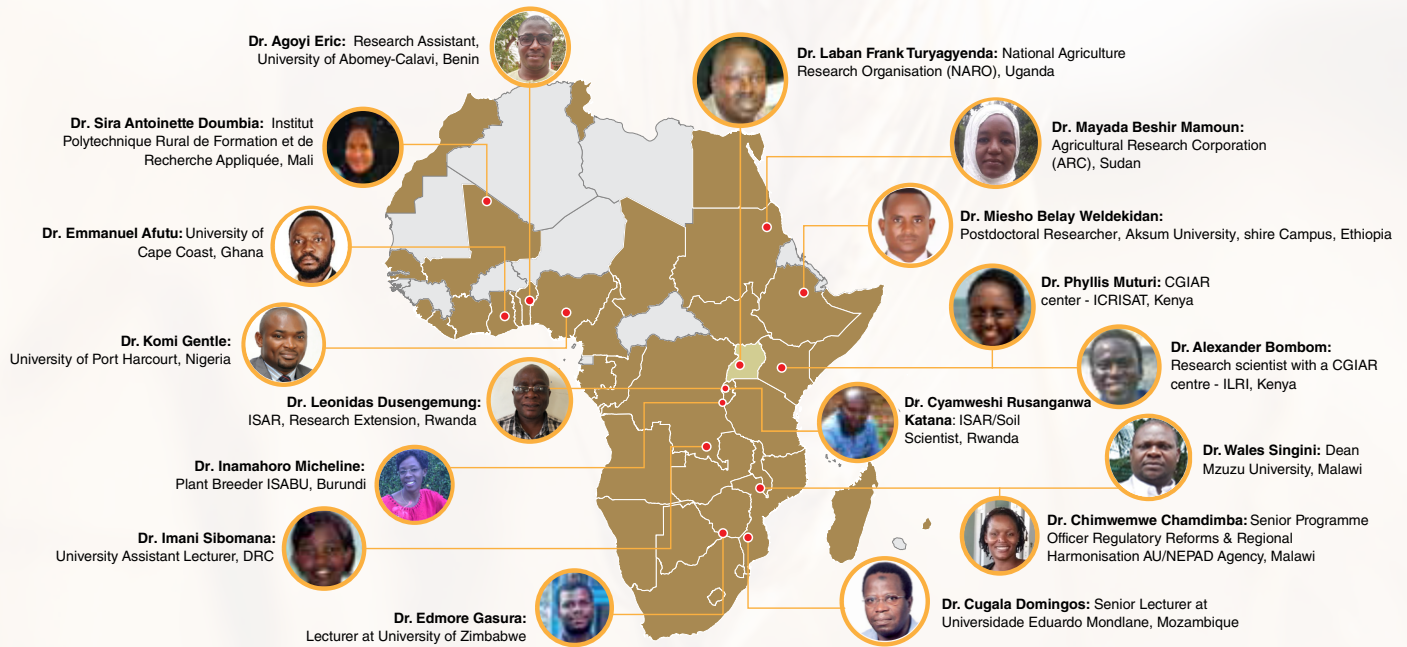 Dr. Agoyi Eric: Research Assistant,
University of Abomey-Calavi, Benin
Dr. Laban Frank Turyagyenda: National Agriculture
Research Organisation (NARO), Uganda
Dr. Sira Antoinette Doumbia: Institut
Polytechnique Rural de Formation et de
Recherche Appliquée, Mali
Dr. Mayada Beshir Mamoun:
Agricultural Research Corporation
(ARC), Sudan
Dr. Emmanuel Afutu: University of
Cape Coast, Ghana
Dr. Miesho Belay Weldekidan:
Postdoctoral Researcher, Aksum University, shire Campus, Ethiopia
Dr. Phyllis Muturi: CGIAR
center - ICRISAT, Kenya
Dr. Komi Gentle:
University of Port Harcourt, Nigeria
Dr. Alexander Bombom:
Research scientist with a CGIAR
centre - ILRI, Kenya
Dr. Leonidas Dusengemung:
ISAR, Research Extension, Rwanda
Dr. Cyamweshi Rusanganwa
Katana: ISAR/Soil
Scientist, Rwanda
Dr. Wales Singini: Dean
Mzuzu University, Malawi
Dr. Inamahoro Micheline:
Plant Breeder ISABU, Burundi
Dr. Chimwemwe Chamdimba: Senior Programme
Officer Regulatory Reforms & Regional
Harmonisation AU/NEPAD Agency, Malawi
Dr. Imani Sibomana:
University Assistant Lecturer, DRC
Dr. Edmore Gasura:
Lecturer at University of Zimbabwe
Dr. Cugala Domingos: Senior Lecturer at
Universidade Eduardo Mondlane, Mozambique